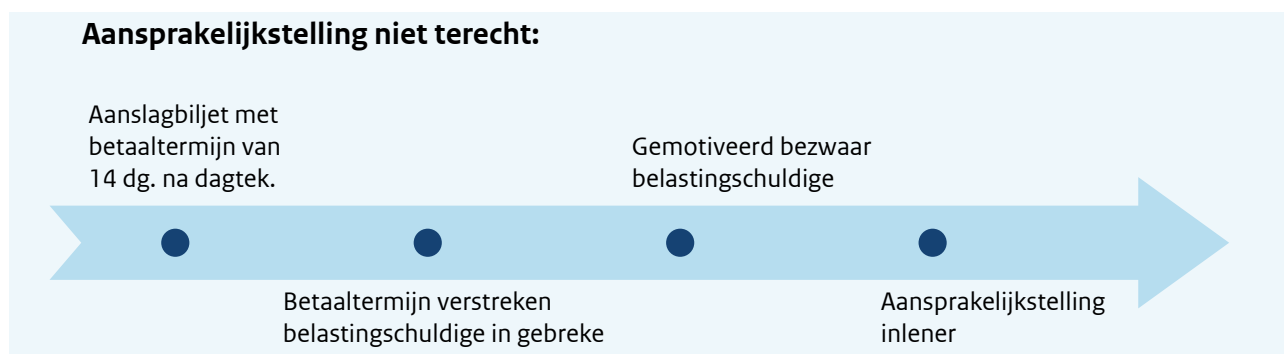 Aansprakelijkstelling niet terecht:
Aanslagbiljet met
betaaltermijn van
14 dg. na dagtek.
Betaaltermijn verstreken
belastingschuldige in gebreke
Gemotiveerd bezwaar
belastingschuldige
Aansprakelijkstelling
inlener